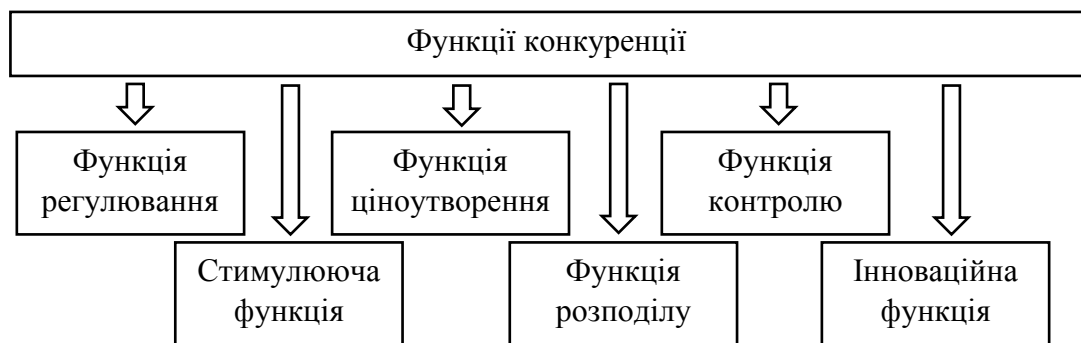 Функції конкуренції
Функція
регулювання
Функція
ціноутворення
Функція
контролю
Стимулююча
функція
Функція
розподілу
Інноваційна
функція